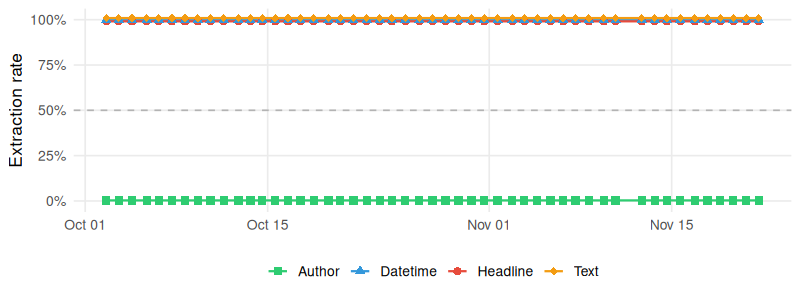 Extraction rate
100%
75%
50%
25%
0%
Oct 01 Oct 15 Nov 01 Nov 15
Author Datetime Headline Text